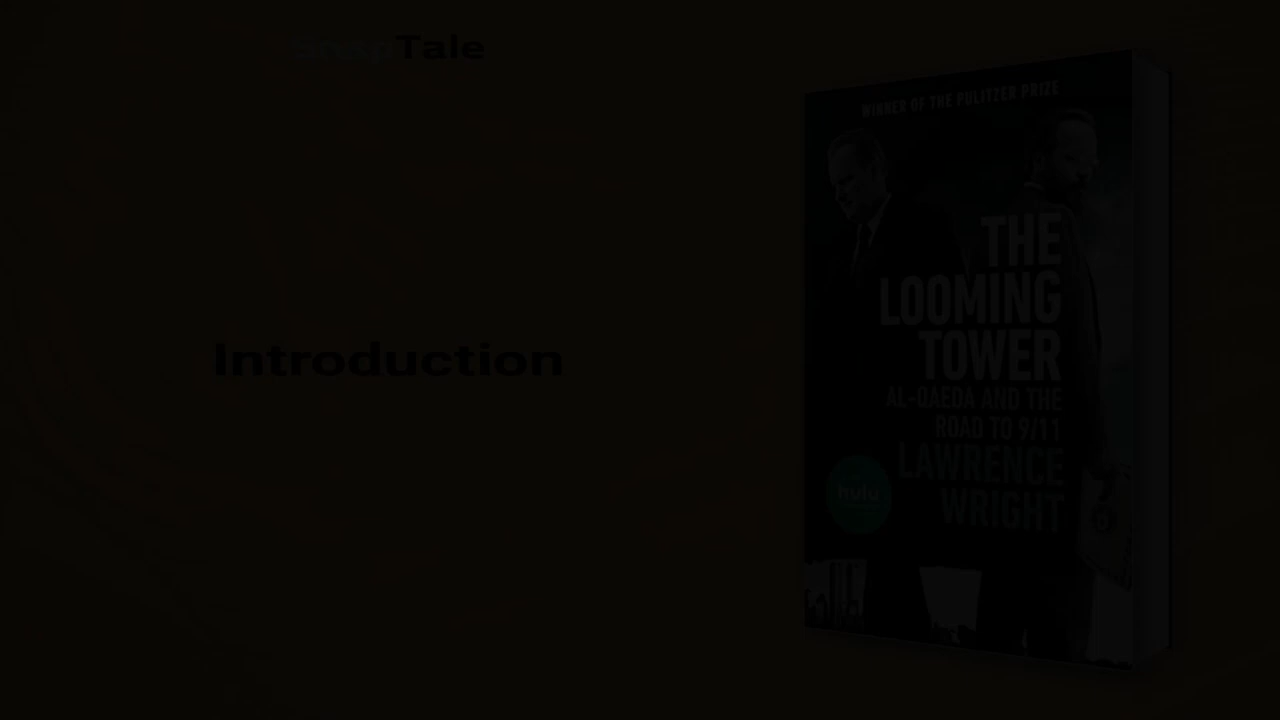 SnapTale
Introduction
WINNER OF THE PULITZER PRIZE
THE
LOOMING
TOWER
AL-QAEDA AND THE
ROAD TO 9/11
LAWRENCE
WRIGHT
hulu